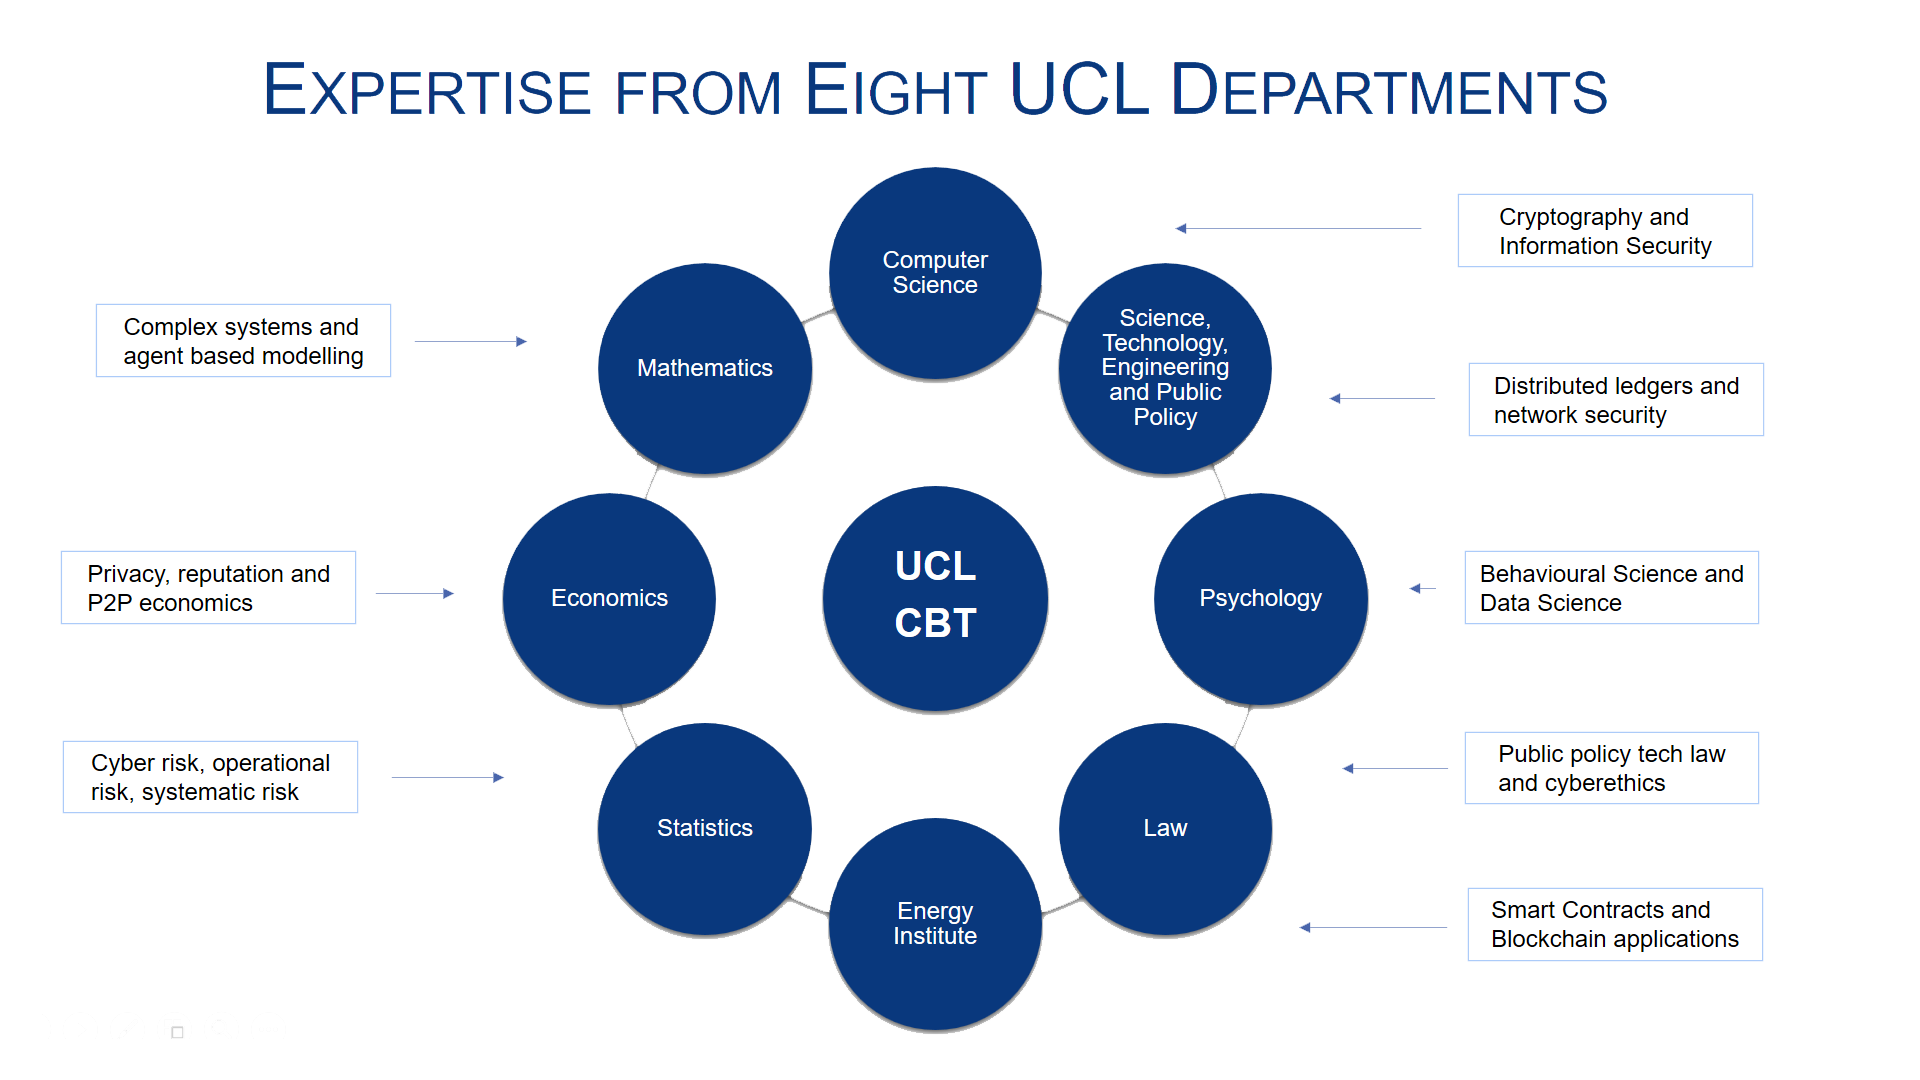 EXPERTISE FROM EIGHT UCL DEPARTMENTS
Computer
Science
Cryptography and
Information Security
Mathematics
Science,
Technology,
Engineering
and Public
Policy
Complex systems and
agent based modelling
Distributed ledgers and
network security
UCL
CBT
Economics
Psychology
Privacy, reputation and
P2P economics
Behavioural Science and
Data Science
Cyber risk, operational
risk, systematic risk
Public policy tech law
and cyberethics
Statistics
Law
Energy
Institute
Smart Contracts and
Blockchain applications